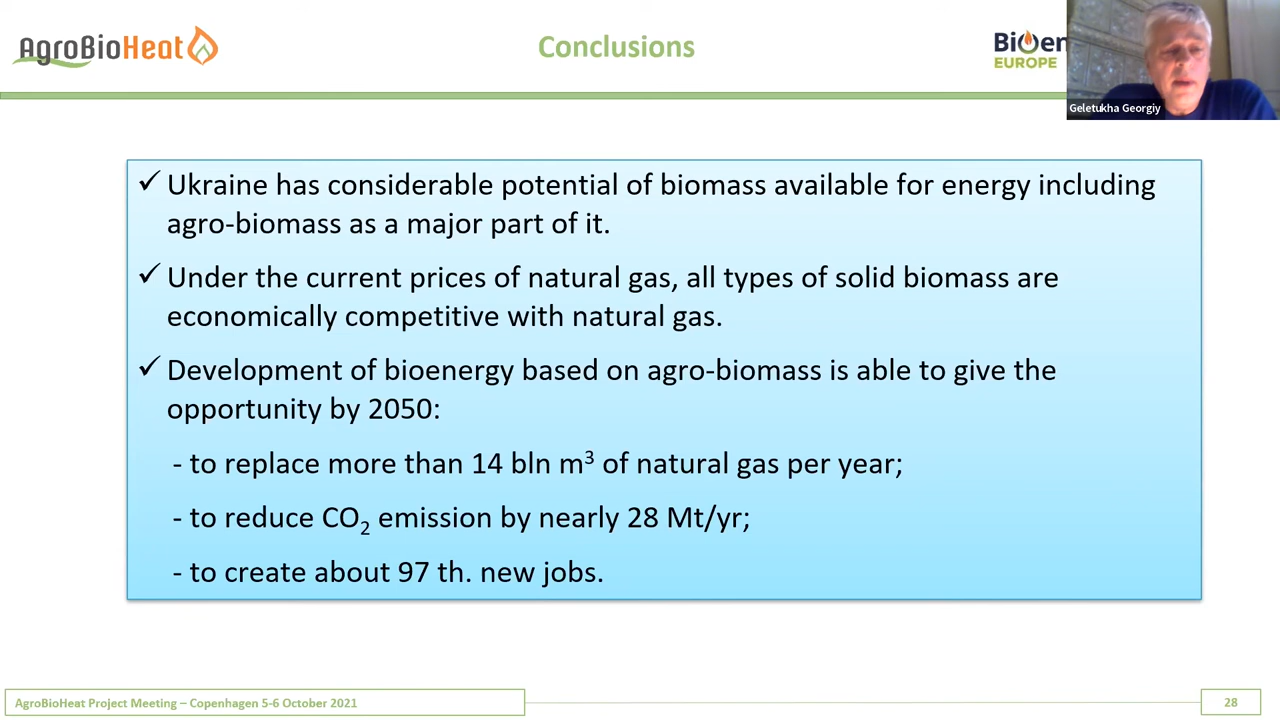 AgroBioHeat
Conclusions
Bioen
EUROPE
Geletukha Georgiy
✓ Ukraine has considerable potential of biomass available for energy including
agro-biomass as a major part of it.
✓ Under the current prices of natural gas, all types of solid biomass are
economically competitive with natural gas.
✓ Development of bioenergy based on agro-biomass is able to give the
opportunity by 2050:
- to replace more than 14 bln m³ of natural gas per year;
- to reduce CO₂ emission by nearly 28 Mt/yr;
- to create about 97 th. new jobs.
AgroBioHeat Project Meeting – Copenhagen 5-6 October 2021
28